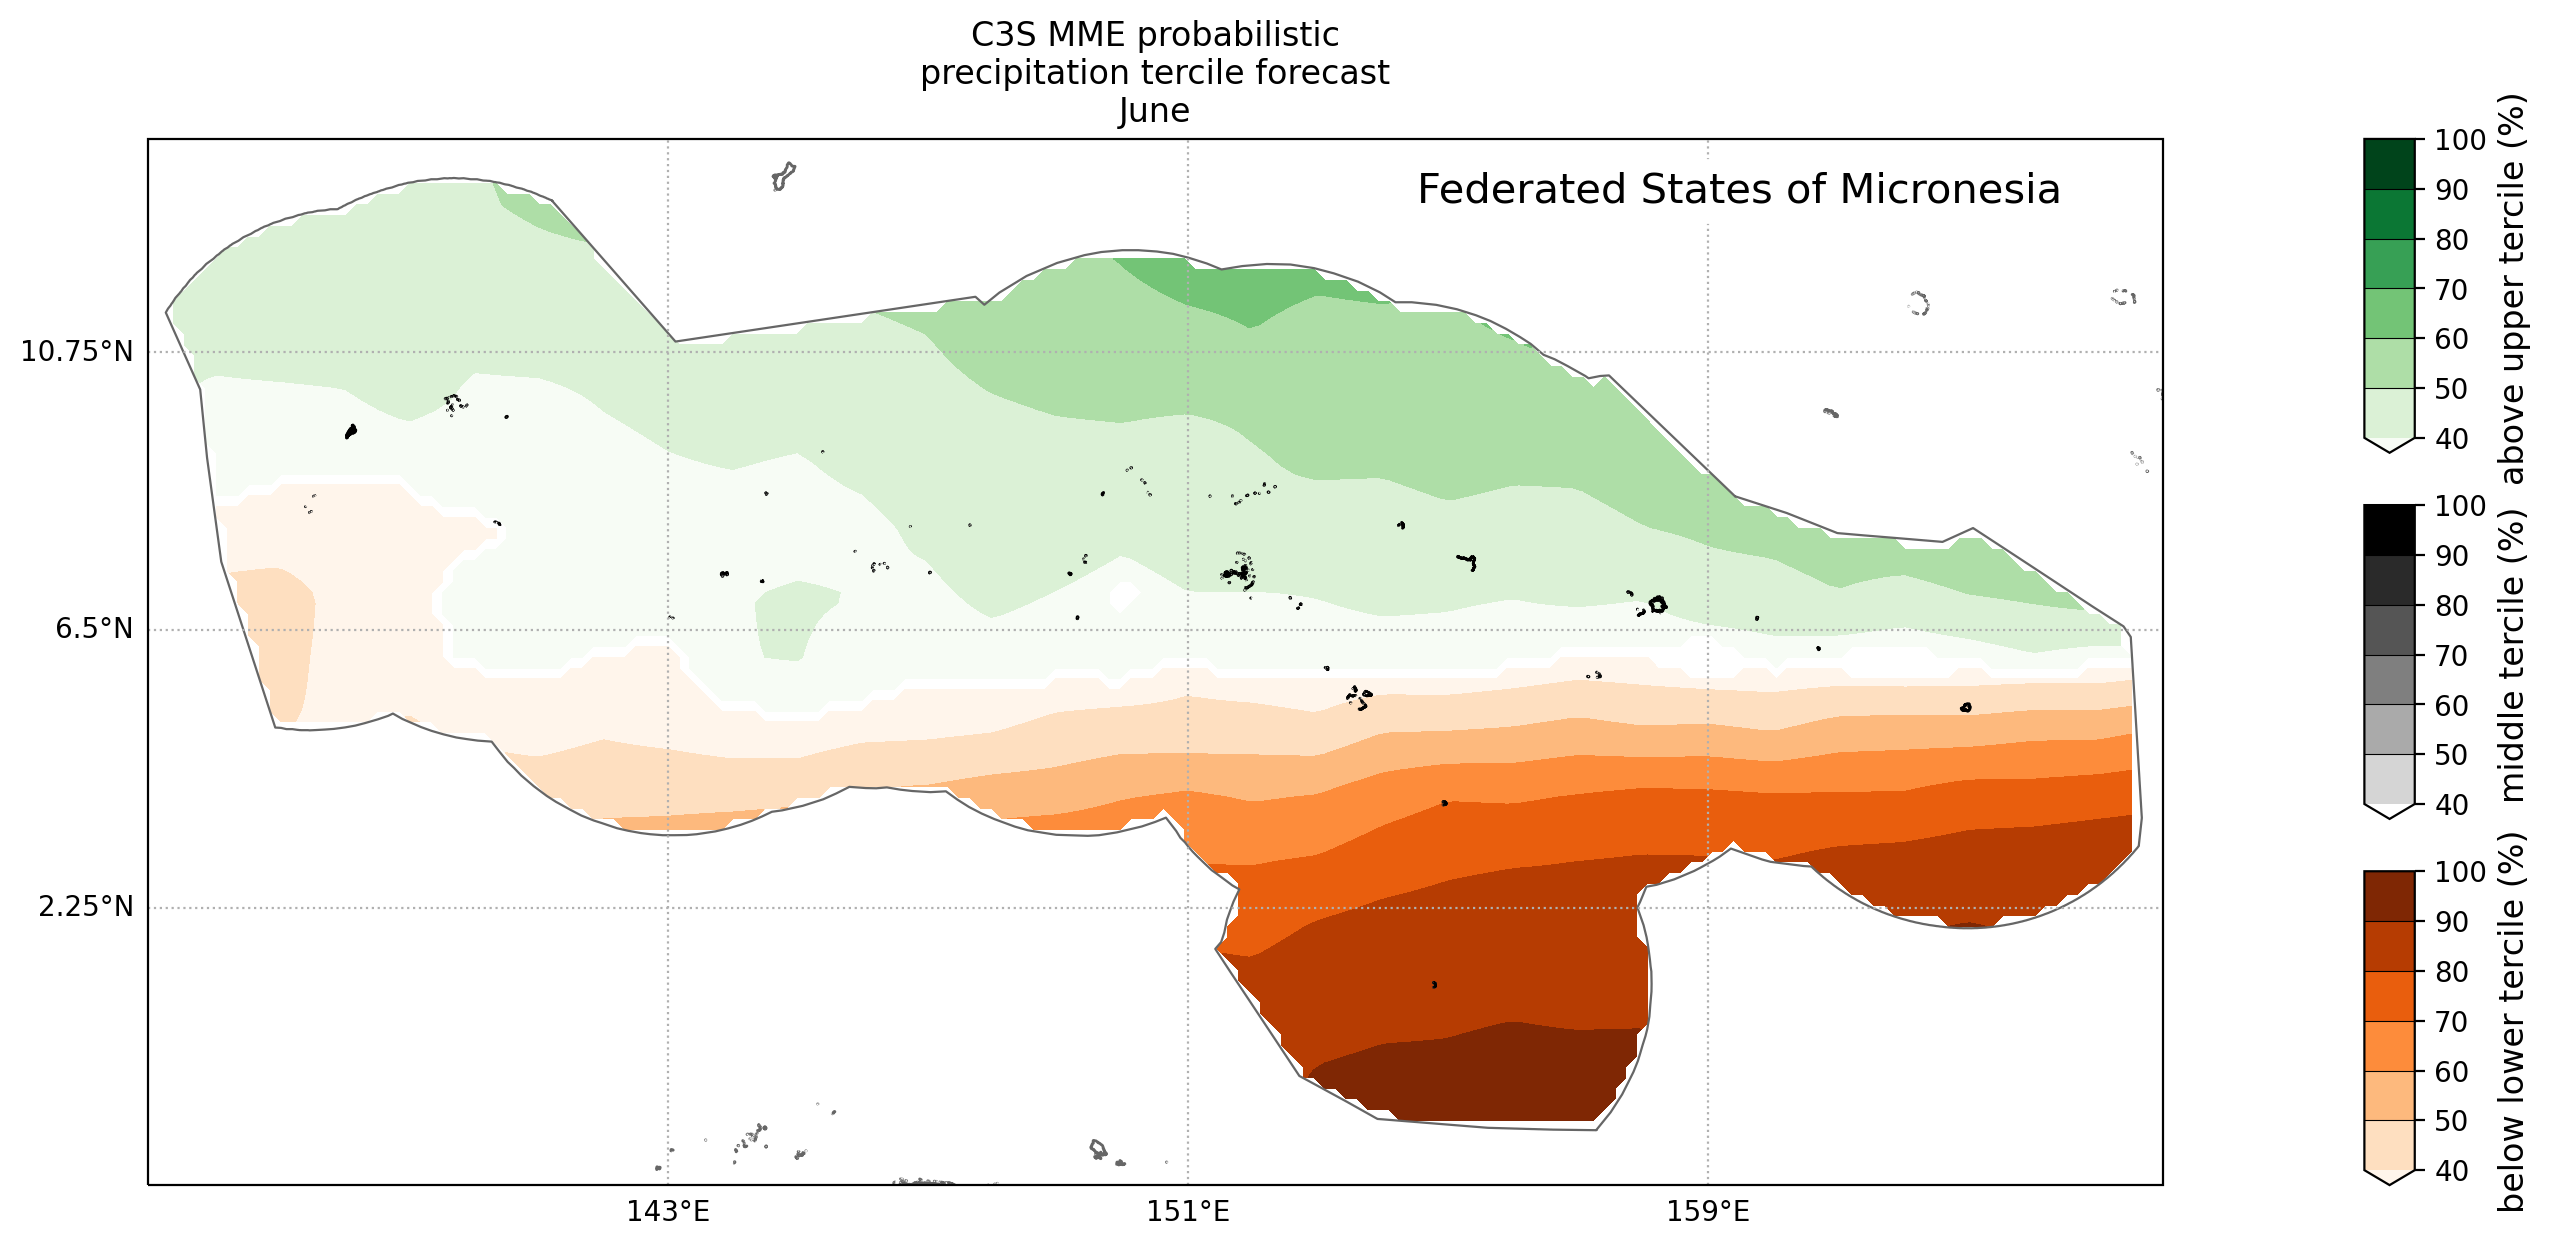 C3S MME probabilistic
precipitation tercile forecast
June
Federated States of Micronesia
10.75°N
6.5°N
2.25°N
143°E
151°E
159°E
100
90
80
70
60
50
40
above upper tercile (%)
100
90
80
70
60
50
40
middle tercile (%)
100
90
80
70
60
50
40
below lower tercile (%)